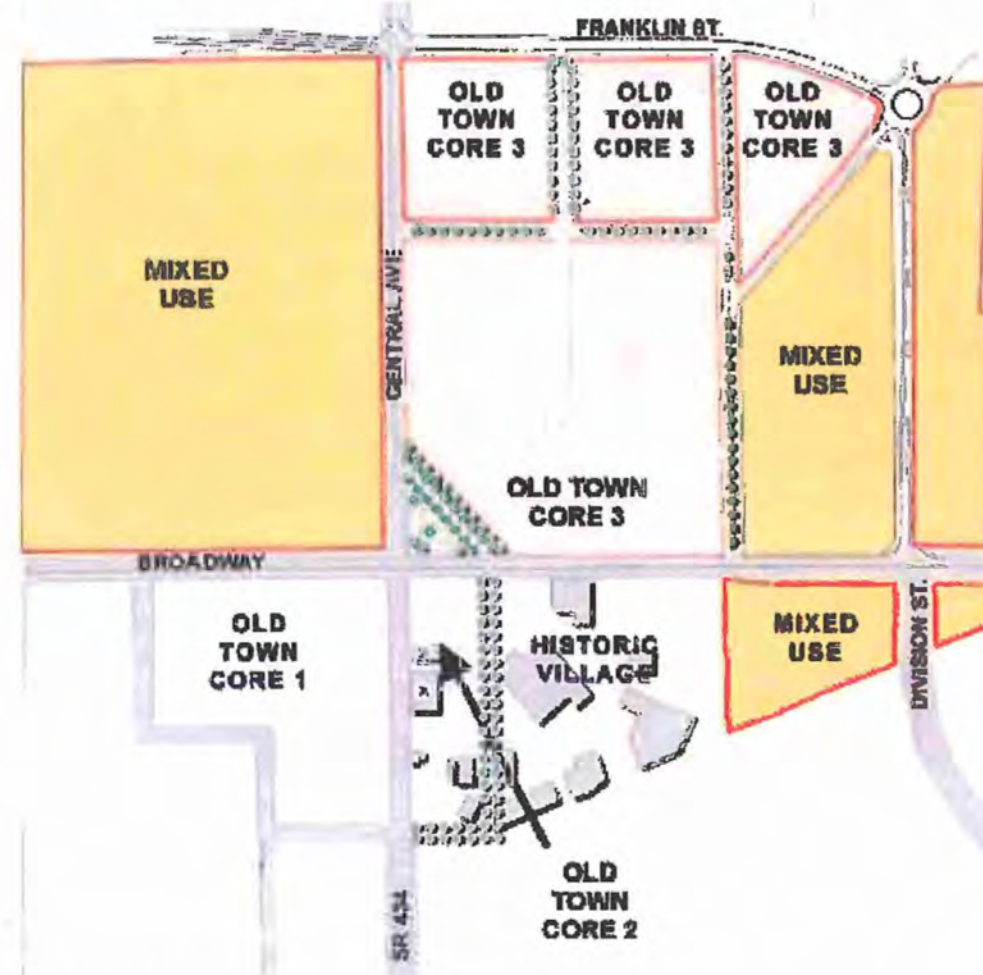 FRANKLIN ST.
OLD
TOWN
CORE 3
OLD
TOWN
CORE 3
OLD
TOWN
CORE 3
MIXED
USE
CENTRAL AVE
MIXED
USE
OLD TOWN
CORE 3
BROADWAY
OLD
TOWN
CORE 1
HISTORIC
VILLAGE
MIXED
USE
DIVISION ST.
OLD
TOWN
CORE 2
SR 434